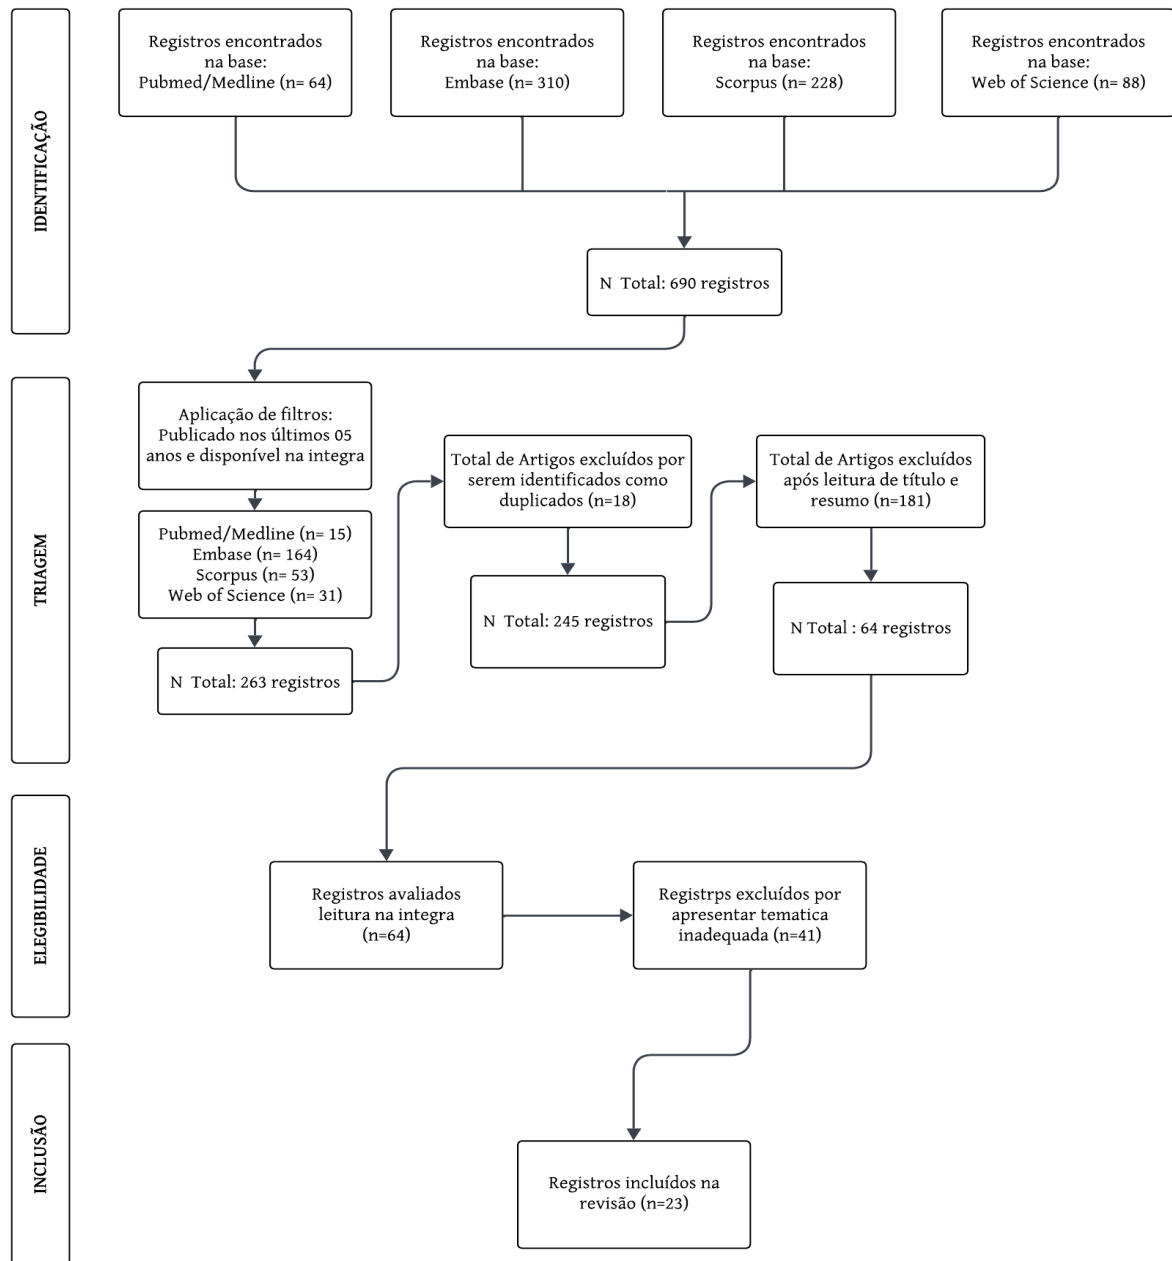 IDENTIFICAÇÃO
Registros encontrados
na base:
Pubmed/Medline (n= 64)
Registros encontrados
na base:
Embase (n= 310)
Registros encontrados
na base:
Scorpus (n= 228)
Registros encontrados
na base:
Web of Science (n= 88)
N Total: 690 registros
TRIAGEM
Aplicação de filtros:
Publicado nos últimos 05
anos e disponível na integra
Pubmed/Medline (n= 15)
Embase (n= 164)
Scorpus (n= 53)
Web of Science (n= 31)
N Total: 263 registros
Total de Artigos excluídos por
serem identificados como
duplicados (n=18)
N Total: 245 registros
Total de Artigos excluídos
após leitura de título e
resumo (n=181)
N Total : 64 registros
ELEGIBILIDADE
Registros avaliados
leitura na integra
(n=64)
Registrps excluídos por
apresentar tematica
inadequada (n=41)
INCLUSÃO
Registros incluídos na
revisão (n=23)